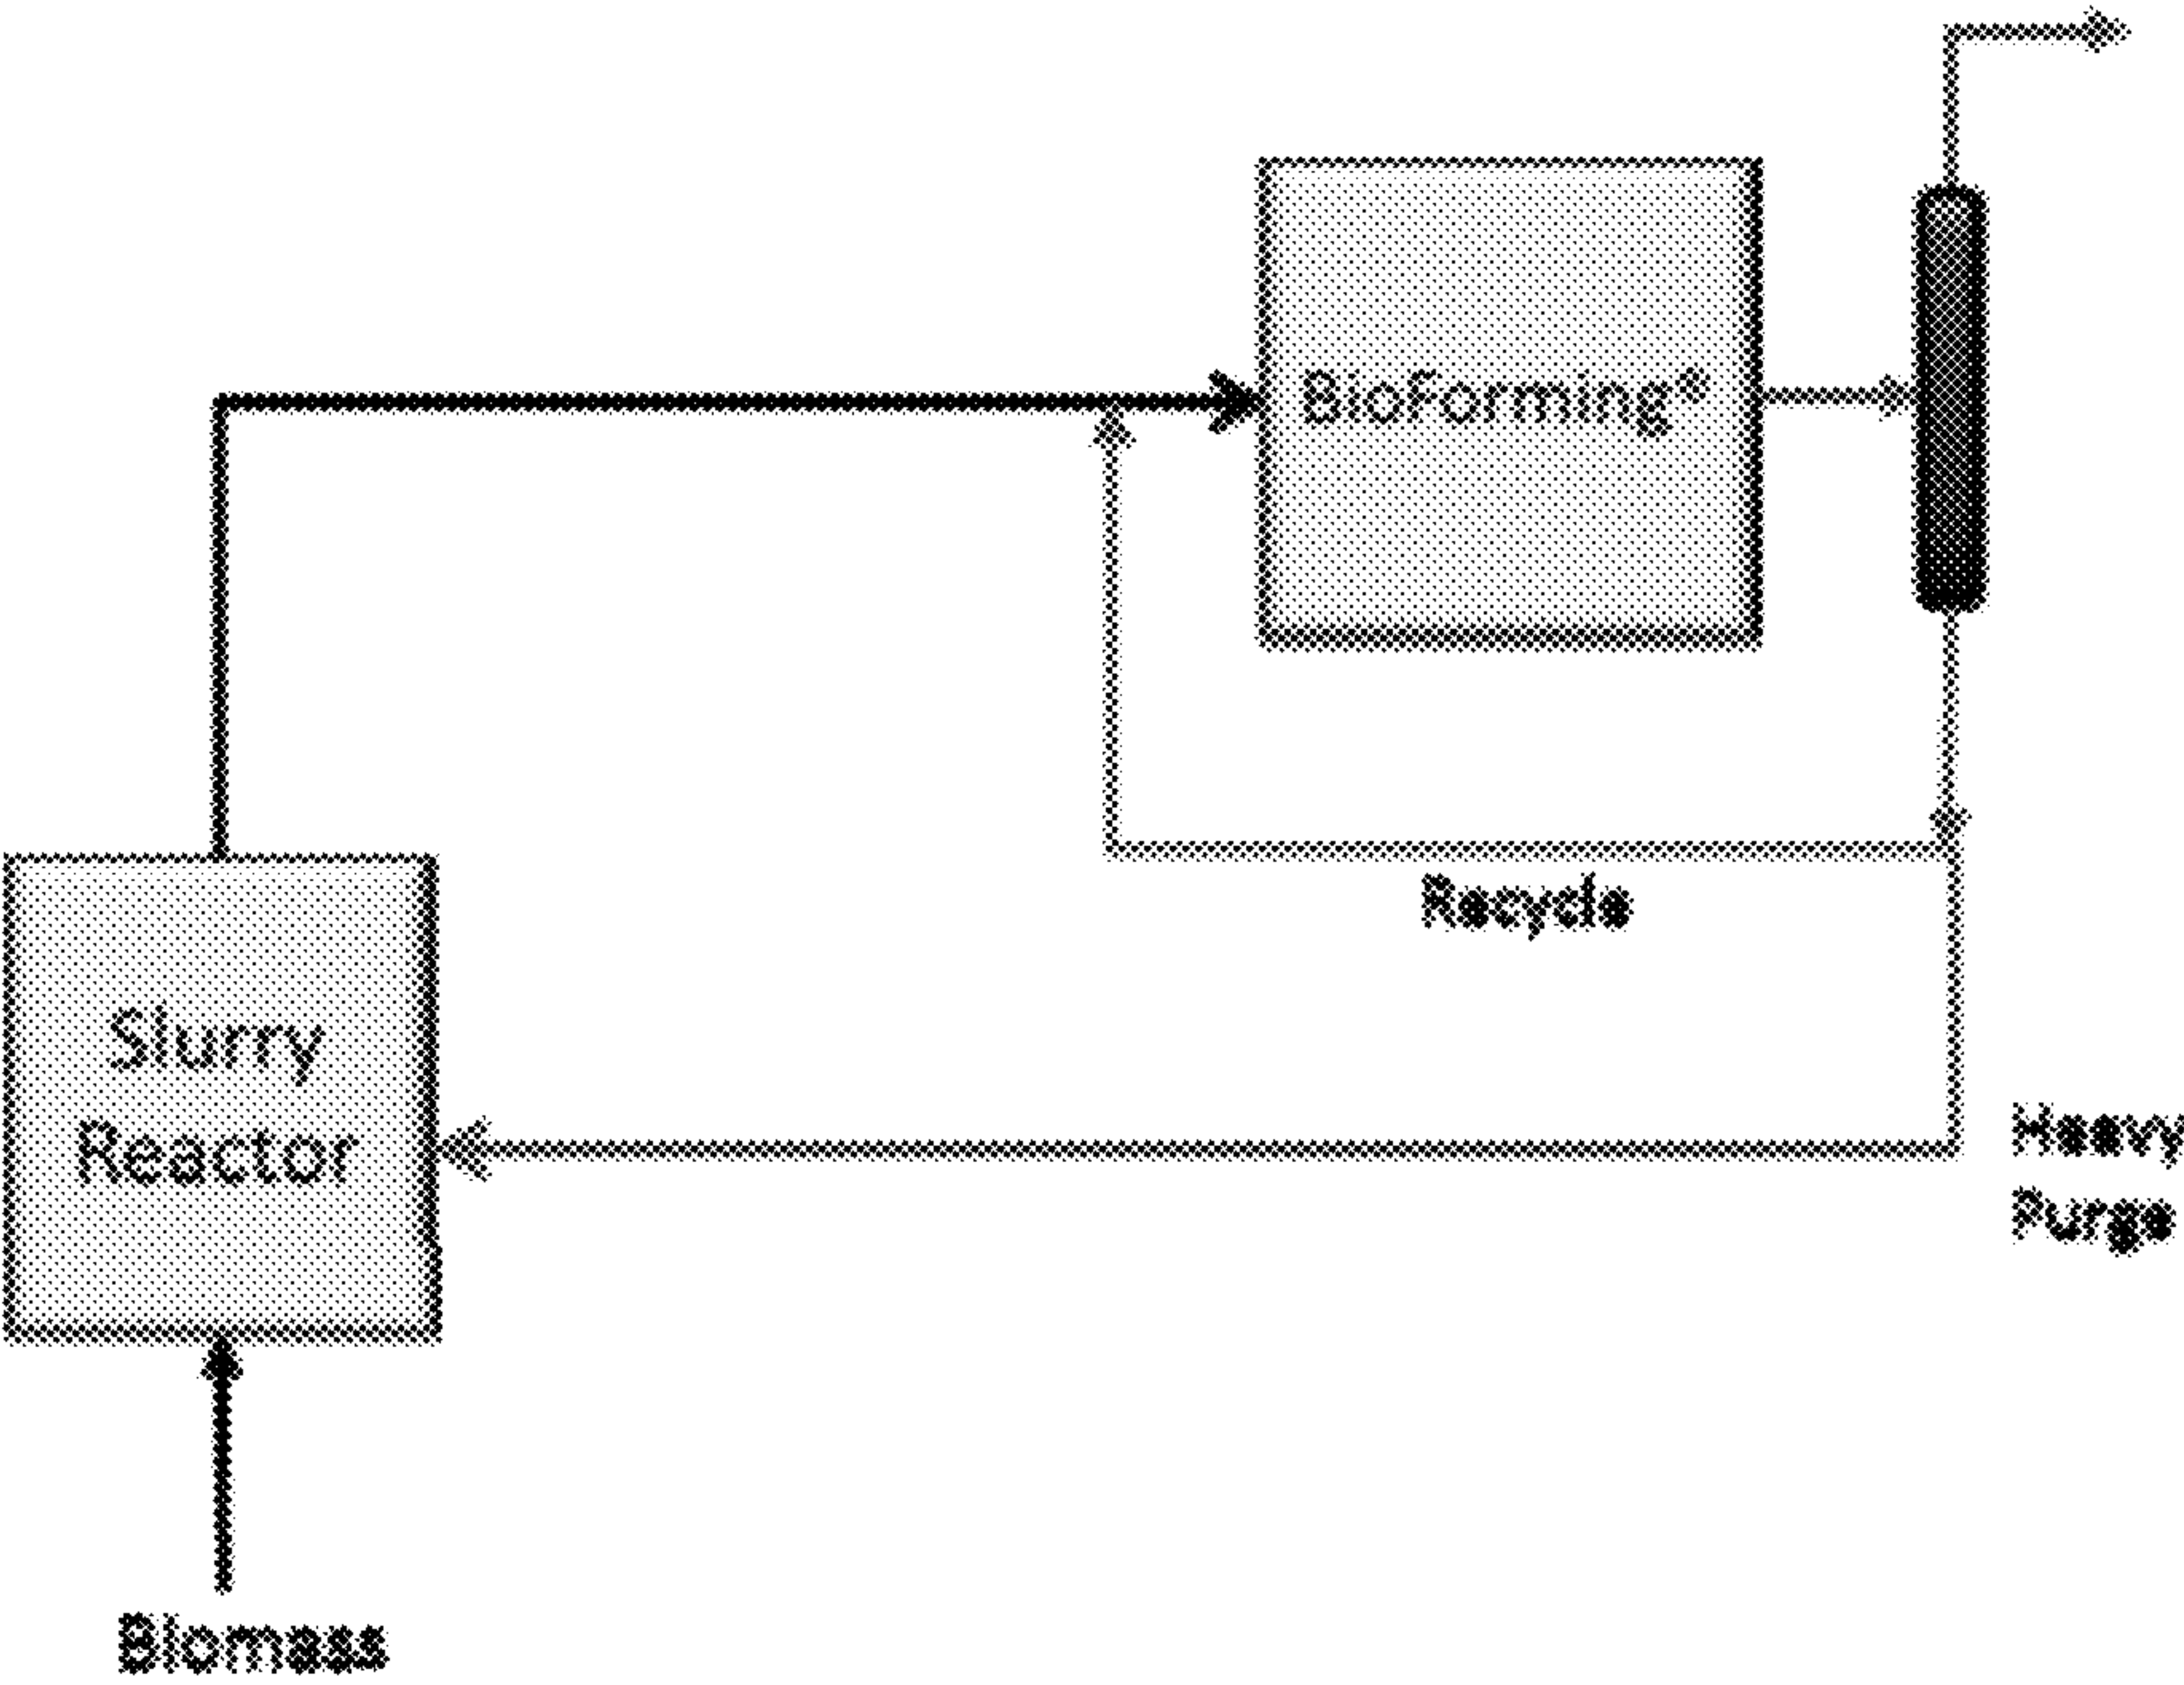 BioForming®
Recycle
Slurry
Reactor
Heavy
Purge
Biomass